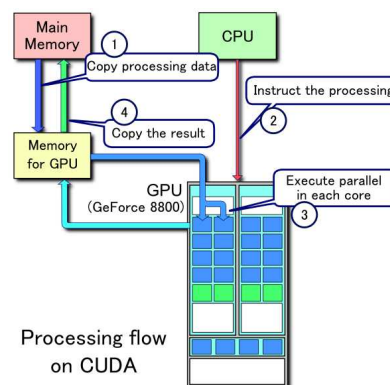 Main
Memory
1
Copy processing data
CPU
Instruct the processing
2
4
Copy the result
Memory
for GPU
GPU
(GeForce 8800)
Execute parallel
in each core
3
Processing flow
on CUDA